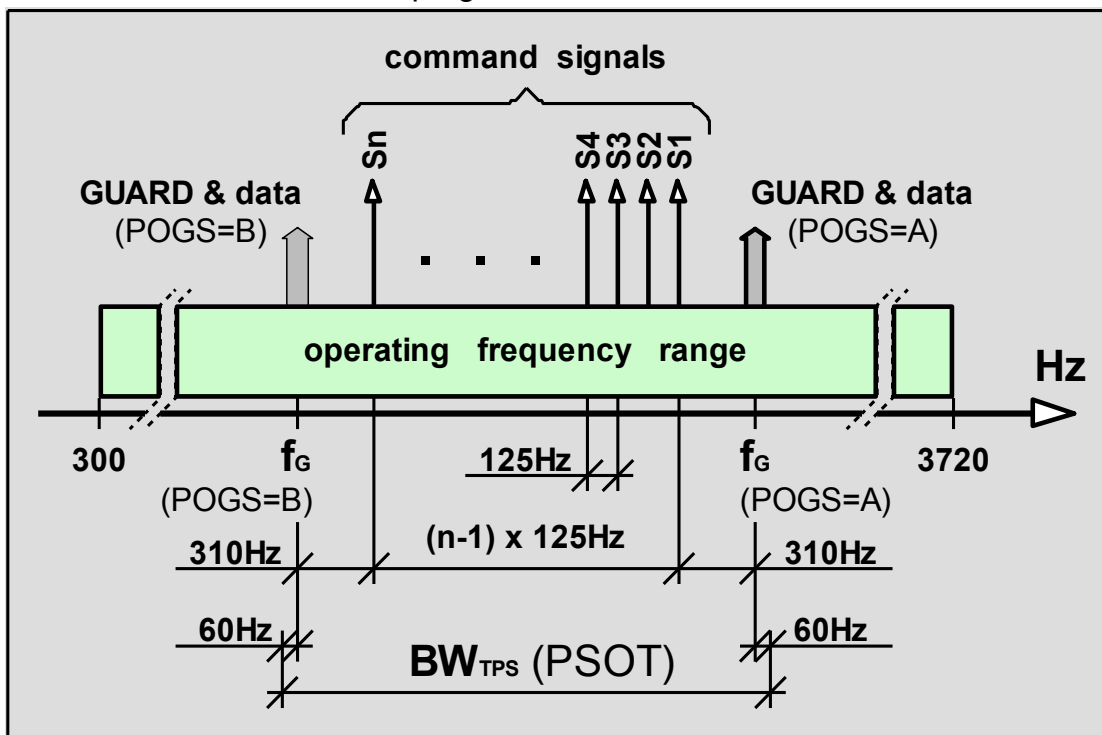 command signals
Sn
S4
S3
S2
S1
GUARD & data
(POGS=B)
GUARD & data
(POGS=A)
. . .
operating frequency range
Hz
300
fG
(POGS=B)
125Hz
fG
(POGS=A)
3720
310Hz
(n-1) x 125Hz
310Hz
60Hz
BWTPS (PSOT)
60Hz